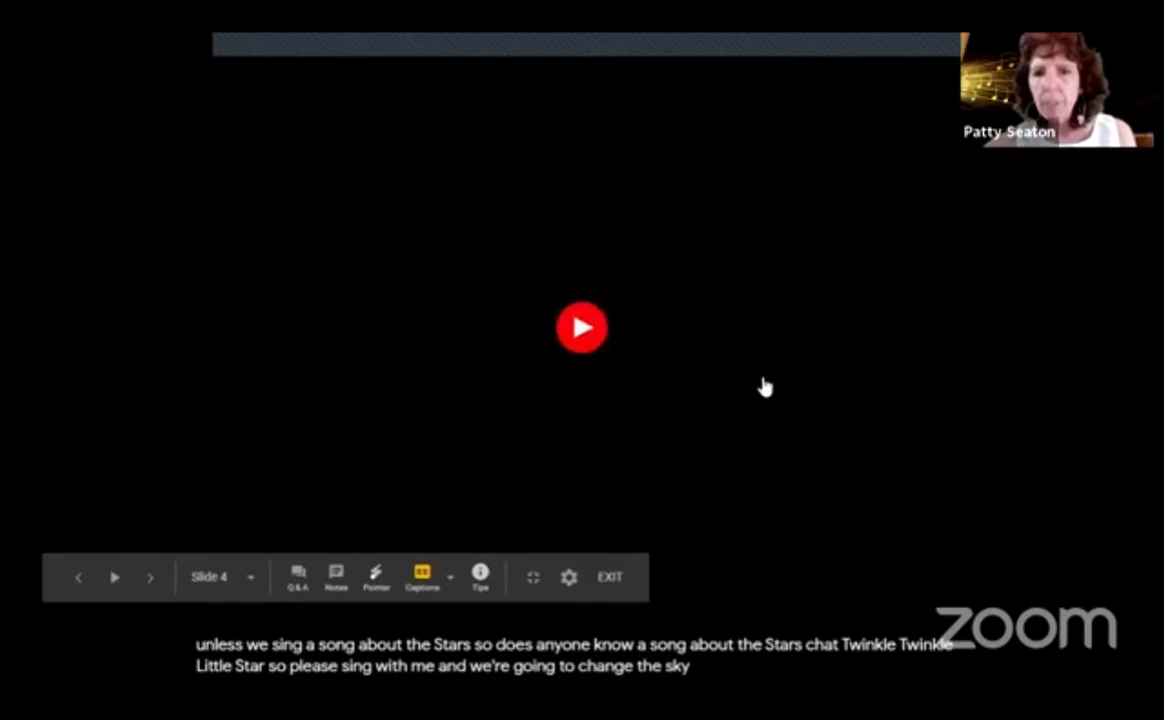 Patty Seaton
Slide 4
Q&A
Notes
Pointer
Captions
Tips
EXIT
zoom
unless we sing a song about the Stars so does anyone know a song about the Stars chat Twinkle Twinkle
Little Star so please sing with me and we're going to change the sky